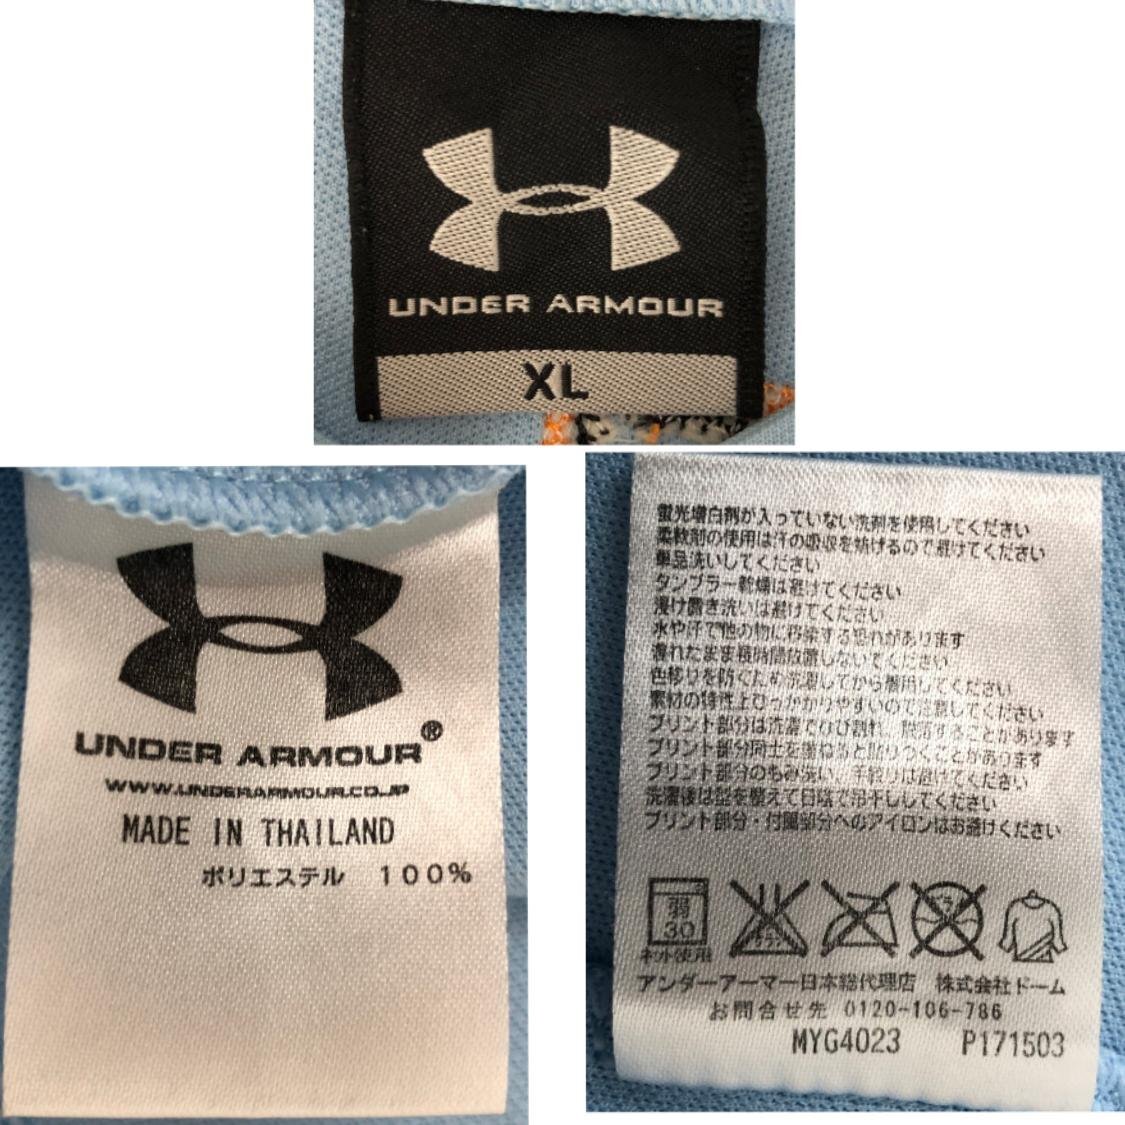 UNDER ARMOUR
XL
UNDER ARMOUR®
WWW.UNDERARMOUR.CO.JP
MADE IN THAILAND
ポリエステル 100%
蛍光増白剤が入っていない洗剤を使用してください
柔軟剤の使用は汗の吸収を妨げるので避けてください
単品洗いしてください
タンブラー乾燥は避けてください
浸け置き洗いは避けてください
水や汗で他の物に移染する恐れがあります
濡れたまま長時間放置しないでください
色移りを防ぐため洗濯してから着用してください
素材の特性上ひっかかりやすいので注意してください
プリント部分は洗濯でひび割れ、脱落することがあります
プリント部分同士を重ねると貼りつくことがあります
プリント部分のもみ洗い、手絞りは避けてください
洗濯後は型を整えて日陰で吊干ししてください
プリント部分・付属部分へのアイロンはお避けください
弱
30
ネット使用
エンソサラシ
ドライ
アンダーアーマー日本総代理店 株式会社ドーム
お問合せ先 0120-106-786
MYG4023 P171503